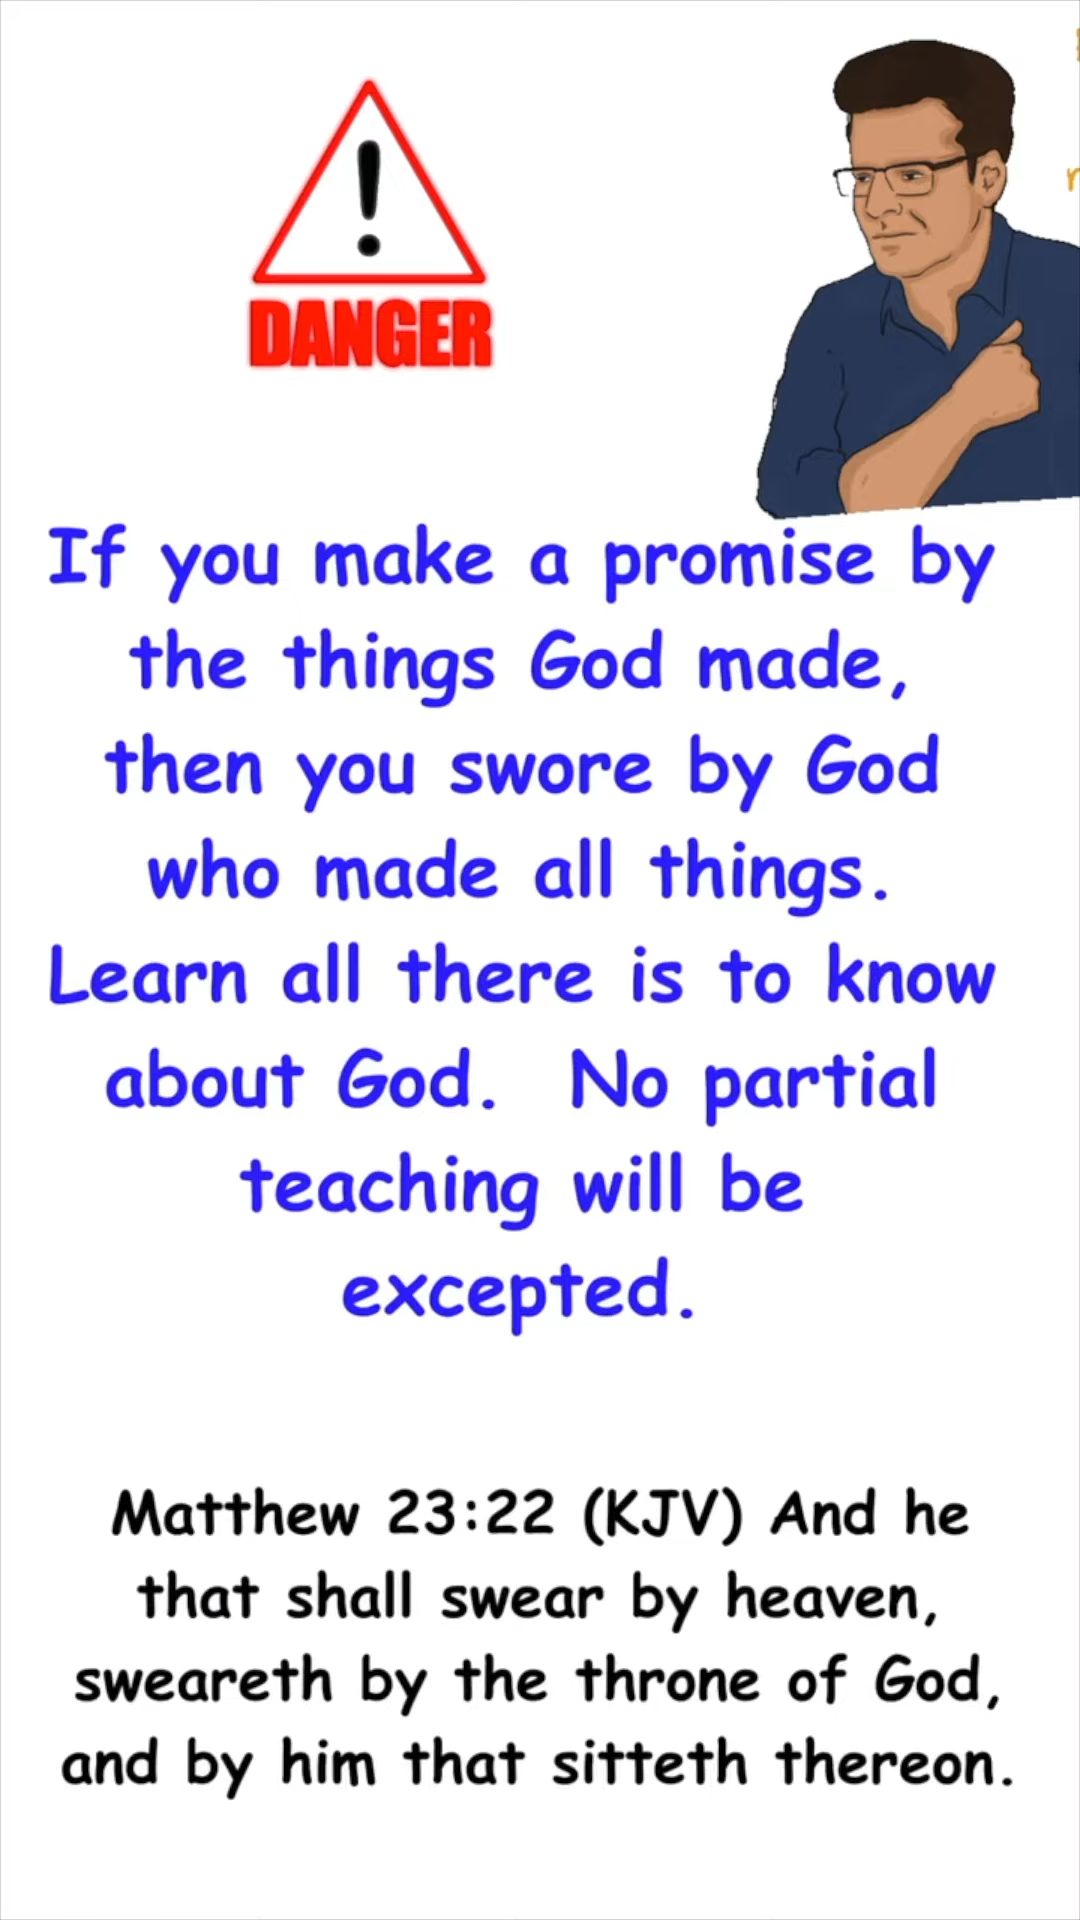 DANGER
If you make a promise by
the things God made,
then you swore by God
who made all things.
Learn all there is to know
about God.  No partial
teaching will be
excepted.
Matthew 23:22 (KJV) And he
that shall swear by heaven,
sweareth by the throne of God,
and by him that sitteth thereon.